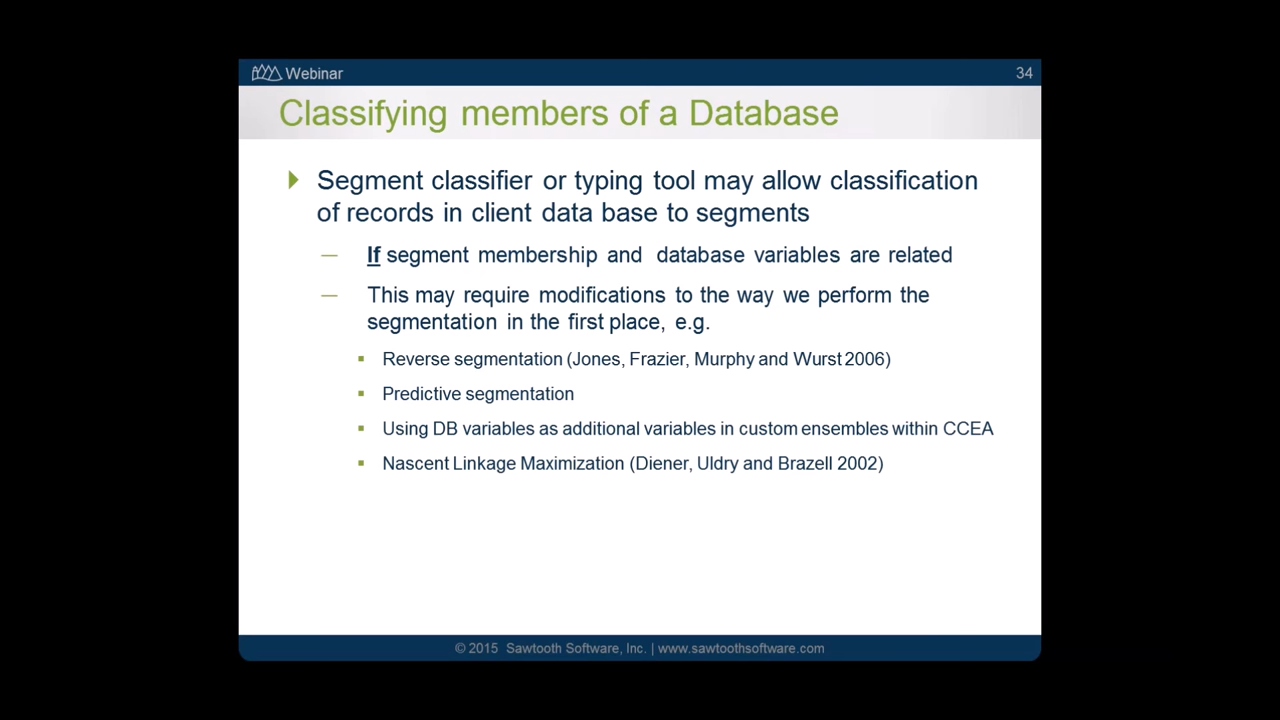 Webinar
34
Classifying members of a Database
Segment classifier or typing tool may allow classification
of records in client data base to segments
— If segment membership and database variables are related
— This may require modifications to the way we perform the
segmentation in the first place, e.g.
▪ Reverse segmentation (Jones, Frazier, Murphy and Wurst 2006)
▪ Predictive segmentation
▪ Using DB variables as additional variables in custom ensembles within CCEA
▪ Nascent Linkage Maximization (Diener, Uldry and Brazell 2002)
© 2015 Sawtooth Software, Inc. | www.sawtoothsoftware.com